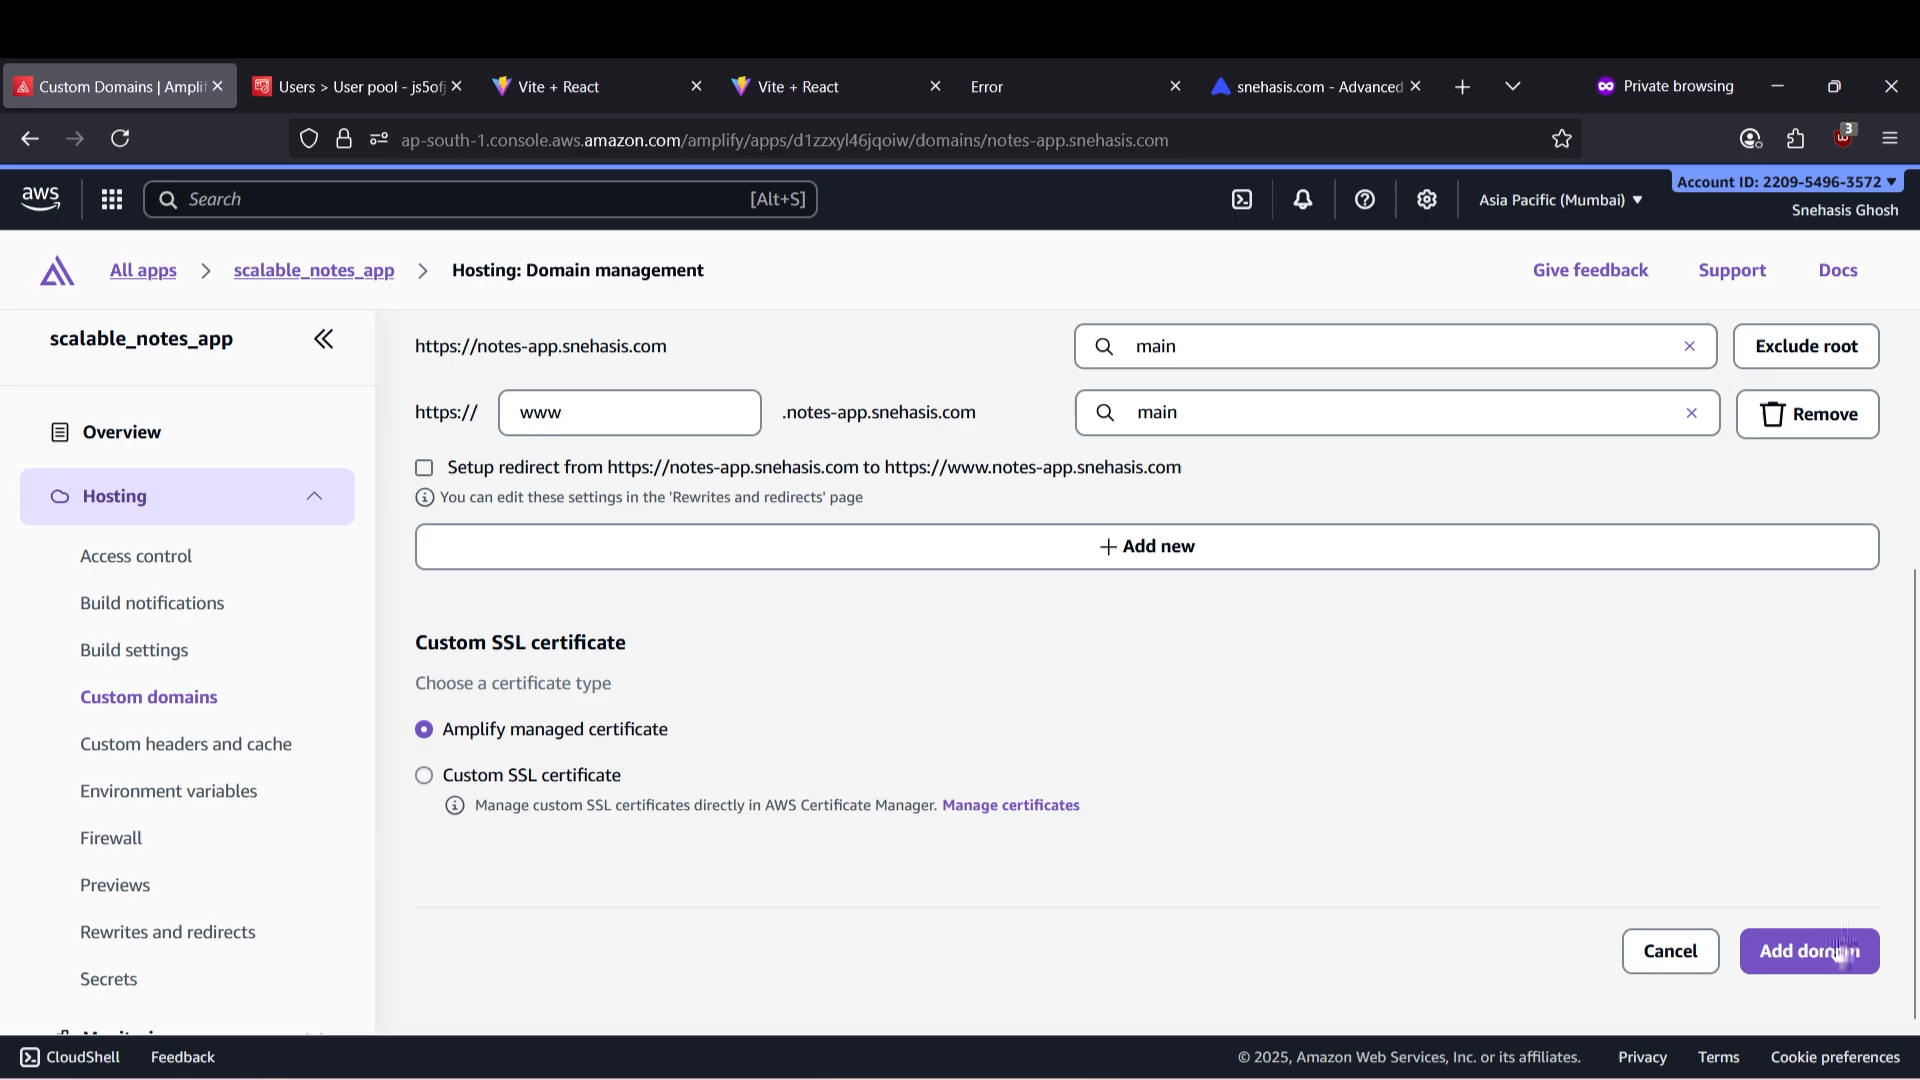 Custom Domains | Amplif
Users > User pool - js5ofj
Vite + React
Vite + React
Error
snehasis.com - Advanced
Private browsing
ap-south-1.console.aws.amazon.com/amplify/apps/d1zzxyl46jqoiw/domains/notes-app.snehasis.com
3
aws
Search
[Alt+S]
Asia Pacific (Mumbai)
Account ID: 2209-5496-3572
Snehasis Ghosh
All apps
scalable_notes_app
Hosting: Domain management
Give feedback
Support
Docs
scalable_notes_app
Overview
Hosting
Access control
Build notifications
Build settings
Custom domains
Custom headers and cache
Environment variables
Firewall
Previews
Rewrites and redirects
Secrets
https://notes-app.snehasis.com
main
Exclude root
https://
www
.notes-app.snehasis.com
main
Remove
Setup redirect from https://notes-app.snehasis.com to https://www.notes-app.snehasis.com
You can edit these settings in the 'Rewrites and redirects' page
Add new
Custom SSL certificate
Choose a certificate type
Amplify managed certificate
Custom SSL certificate
Manage custom SSL certificates directly in AWS Certificate Manager. Manage certificates
Cancel
Add domain
CloudShell
Feedback
© 2025, Amazon Web Services, Inc. or its affiliates.
Privacy
Terms
Cookie preferences